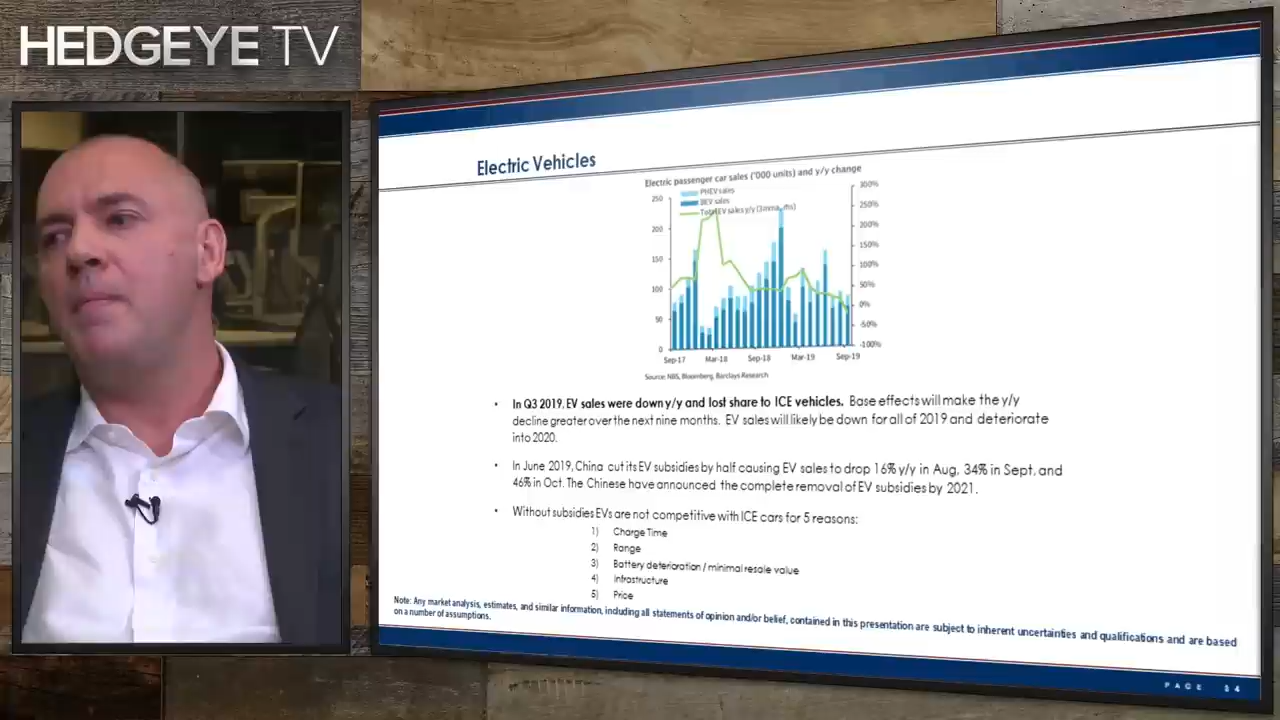 HEDGEYE TV
Electric Vehicles
Electric passenger car sales ('000 units) and y/y change
PHEV sales
BEV sales
Total EV sales y/y (3mma, rhs)
250
200
150
100
50
0
300%
250%
200%
150%
100%
50%
0%
-50%
-100%
Sep-17 Mar-18 Sep-18 Mar-19 Sep-19
Source: NBS, Bloomberg, Barclays Research
• In Q3 2019, EV sales were down y/y and lost share to ICE vehicles. Base effects will make the y/y
decline greater over the next nine months. EV sales will likely be down for all of 2019 and deteriorate
into 2020.
• In June 2019, China cut its EV subsidies by half causing EV sales to drop 16% y/y in Aug, 34% in Sept, and
46% in Oct. The Chinese have announced the complete removal of EV subsidies by 2021.
• Without subsidies EVs are not competitive with ICE cars for 5 reasons:
1) Charge Time
2) Range
3) Battery deterioration / minimal resale value
4) Infrastructure
5) Price
Note: Any market analysis, estimates, and similar information, including all statements of opinion and/or belief, contained in this presentation are subject to inherent uncertainties and qualifications and are based
on a number of assumptions.
PAGE 34